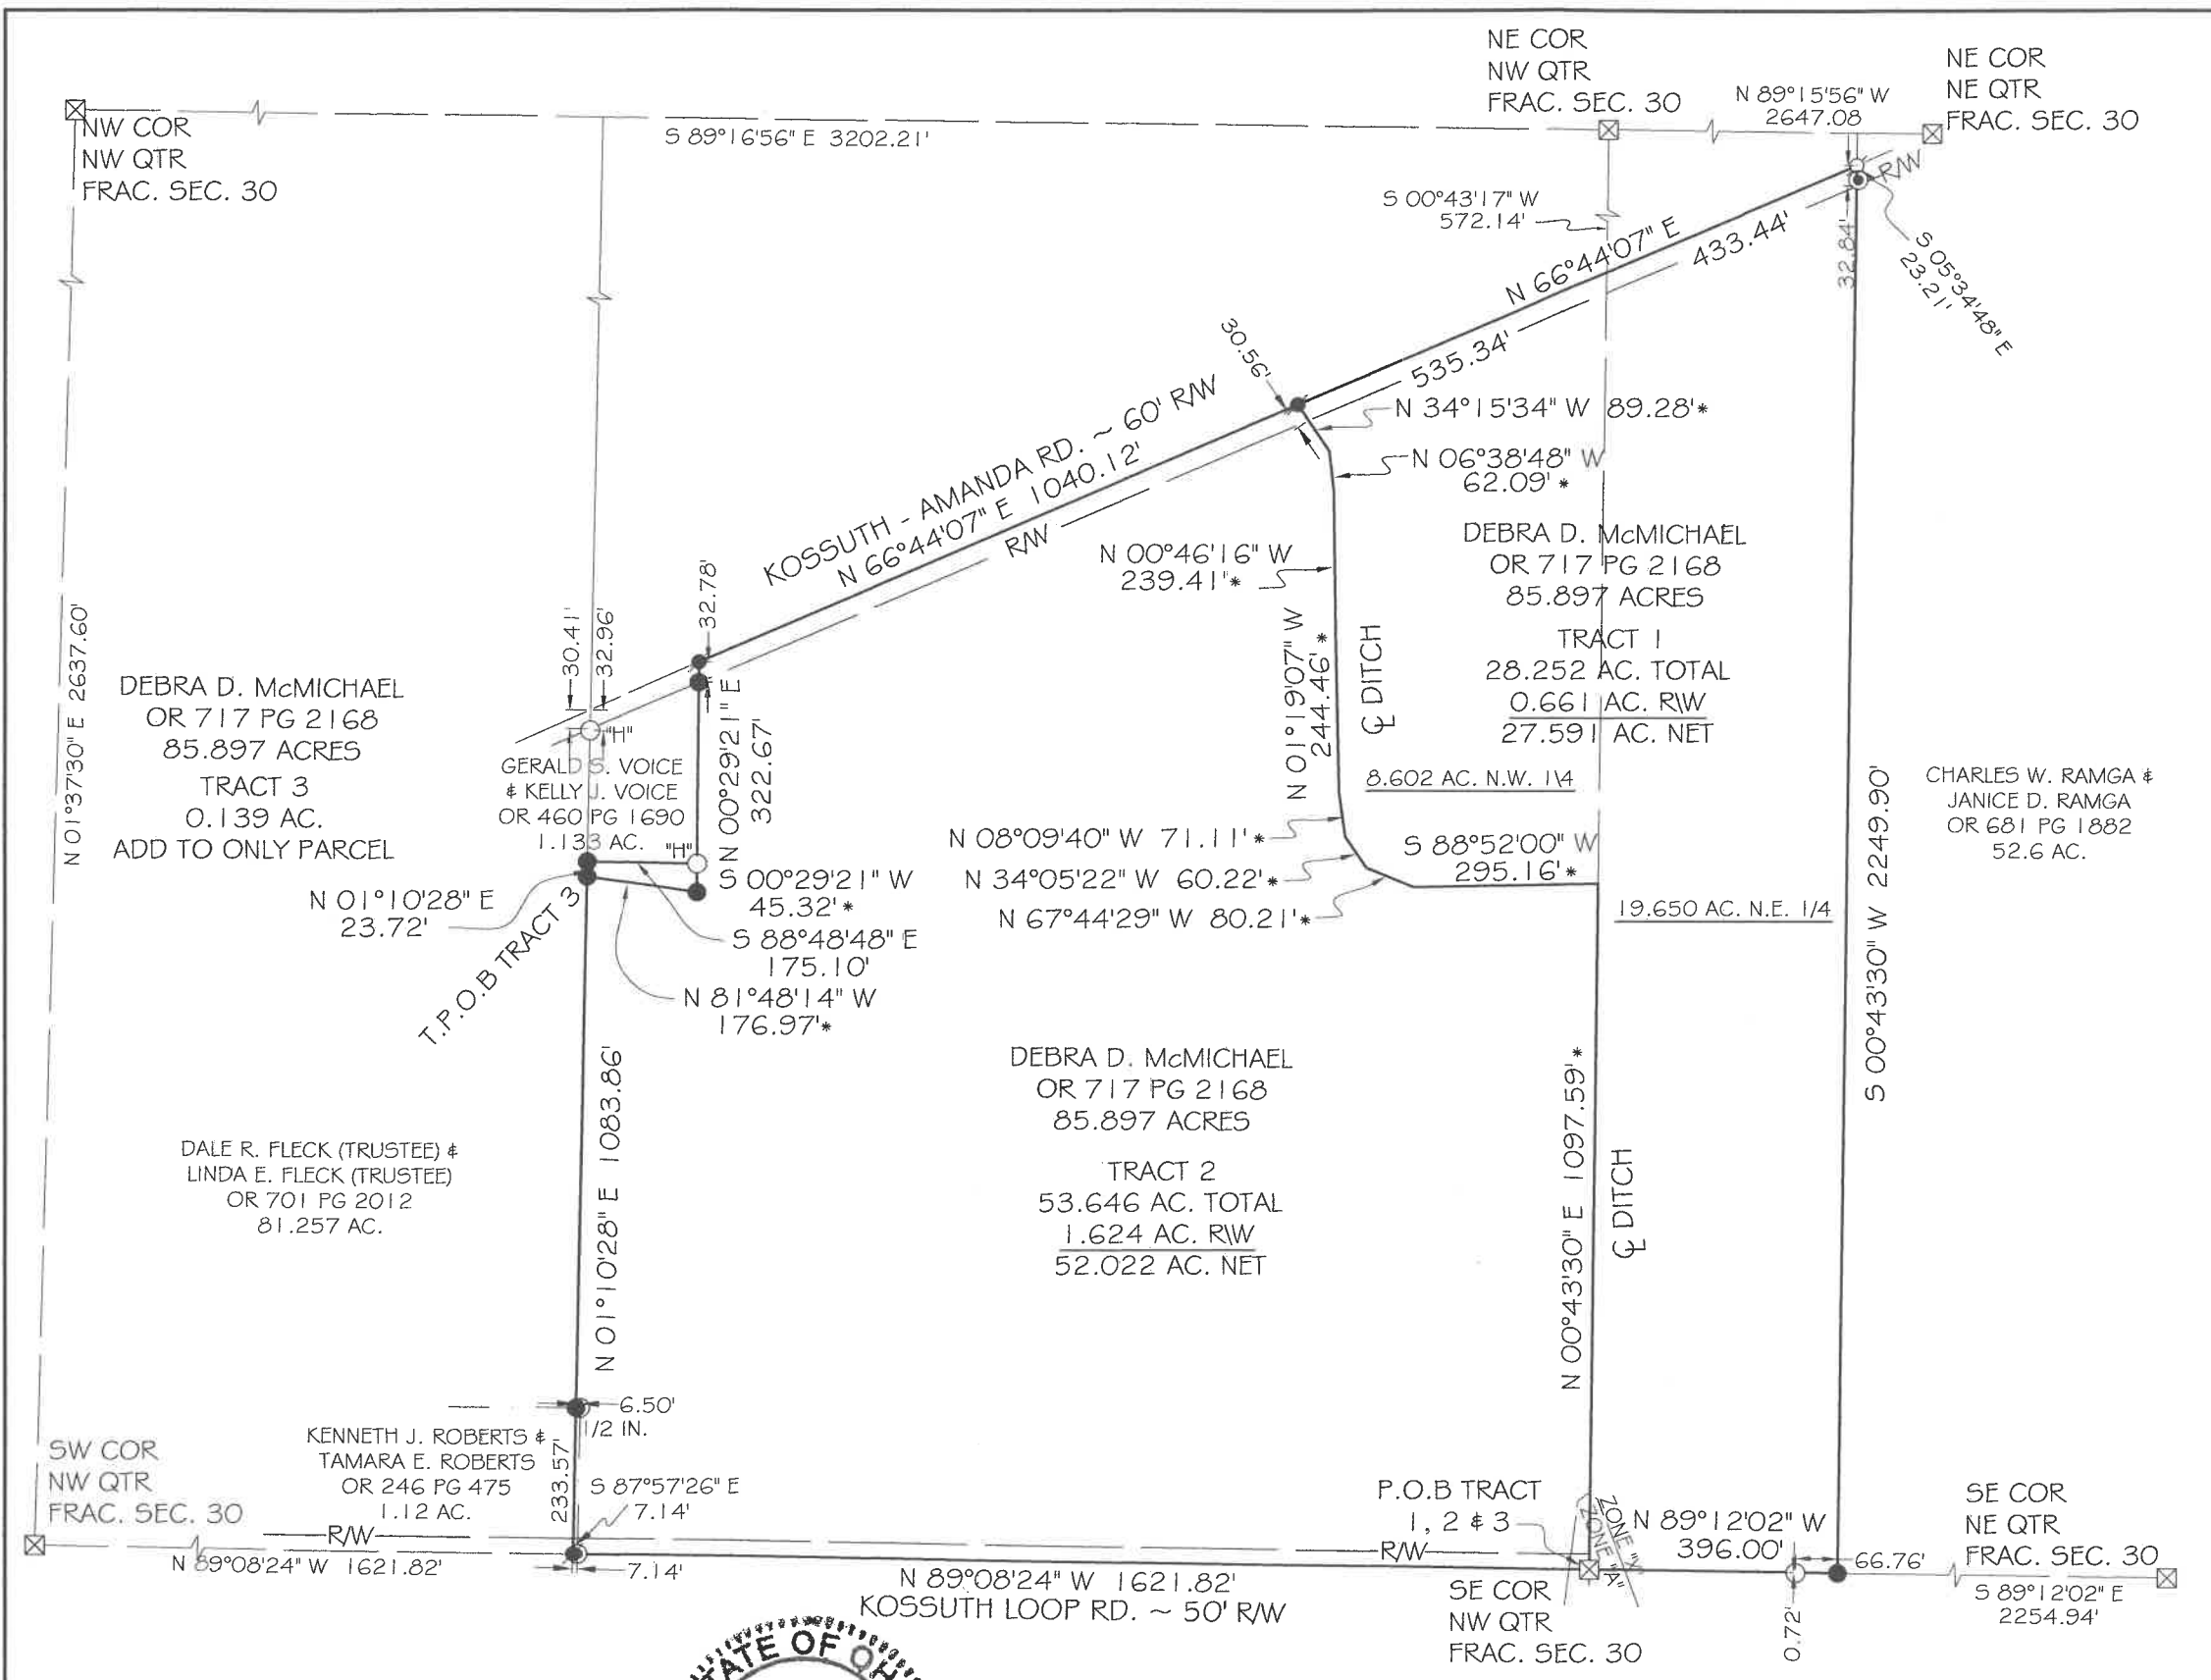 NW COR
NW QTR
FRAC. SEC. 30
S 89°16'56" E 3202.21'
NE COR
NW QTR
FRAC. SEC. 30
N 89°15'56" W
2647.08
NE COR
NE QTR
FRAC. SEC. 30
R/W
S 00°43'17" W
572.14'
N 66°44'07" E
433.44'
535.34'
32.84'
S 05°34'48" E
23.21'
30.56'
N 34°15'34" W 89.28'*
N 06°38'48" W
62.09'*
KOSSUTH - AMANDA RD. ~ 60' R/W
N 66°44'07" E 1040.12'
R/W
N 00°46'16" W
239.41'*
N 01°19'07" W
244.46'*
℄ DITCH
DEBRA D. McMICHAEL
OR 717 PG 2168
85.897 ACRES
TRACT 1
28.252 AC. TOTAL
0.661 AC. R\W
27.591 AC. NET
8.602 AC. N.W. 1\4
N 01°37'30" E 2637.60'
DEBRA D. McMICHAEL
OR 717 PG 2168
85.897 ACRES
TRACT 3
0.139 AC.
ADD TO ONLY PARCEL
30.41'
32.96'
32.78'
"H"
GERALD S. VOICE
& KELLY J. VOICE
OR 460 PG 1690
1.133 AC.
"H"
N 00°29'21" E
322.67'
N 01°10'28" E
23.72'
T.P.O.B TRACT 3
S 00°29'21" W
45.32'*
S 88°48'48" E
175.10'
N 81°48'14" W
176.97'*
N 08°09'40" W 71.11'*
N 34°05'22" W 60.22'*
N 67°44'29" W 80.21'*
S 88°52'00" W
295.16'*
19.650 AC. N.E. 1/4
S 00°43'30" W 2249.90'
CHARLES W. RAMGA &
JANICE D. RAMGA
OR 681 PG 1882
52.6 AC.
DALE R. FLECK (TRUSTEE) &
LINDA E. FLECK (TRUSTEE)
OR 701 PG 2012
81.257 AC.
N 01°10'28" E 1083.86'
DEBRA D. McMICHAEL
OR 717 PG 2168
85.897 ACRES
TRACT 2
53.646 AC. TOTAL
1.624 AC. R\W
52.022 AC. NET
N 00°43'30" E 1097.59'*
℄ DITCH
6.50'
1/2 IN.
KENNETH J. ROBERTS &
TAMARA E. ROBERTS
OR 246 PG 475
1.12 AC.
233.57'
S 87°57'26" E
7.14'
SW COR
NW QTR
FRAC. SEC. 30
R/W
N 89°08'24" W 1621.82'
7.14'
N 89°08'24" W 1621.82'
KOSSUTH LOOP RD. ~ 50' R/W
P.O.B TRACT
1, 2 & 3
R/W
ZONE "X"
ZONE "A"
N 89°12'02" W
396.00'
66.76'
0.72'
SE COR
NW QTR
FRAC. SEC. 30
SE COR
NE QTR
FRAC. SEC. 30
S 89°12'02" E
2254.94'
STATE OF